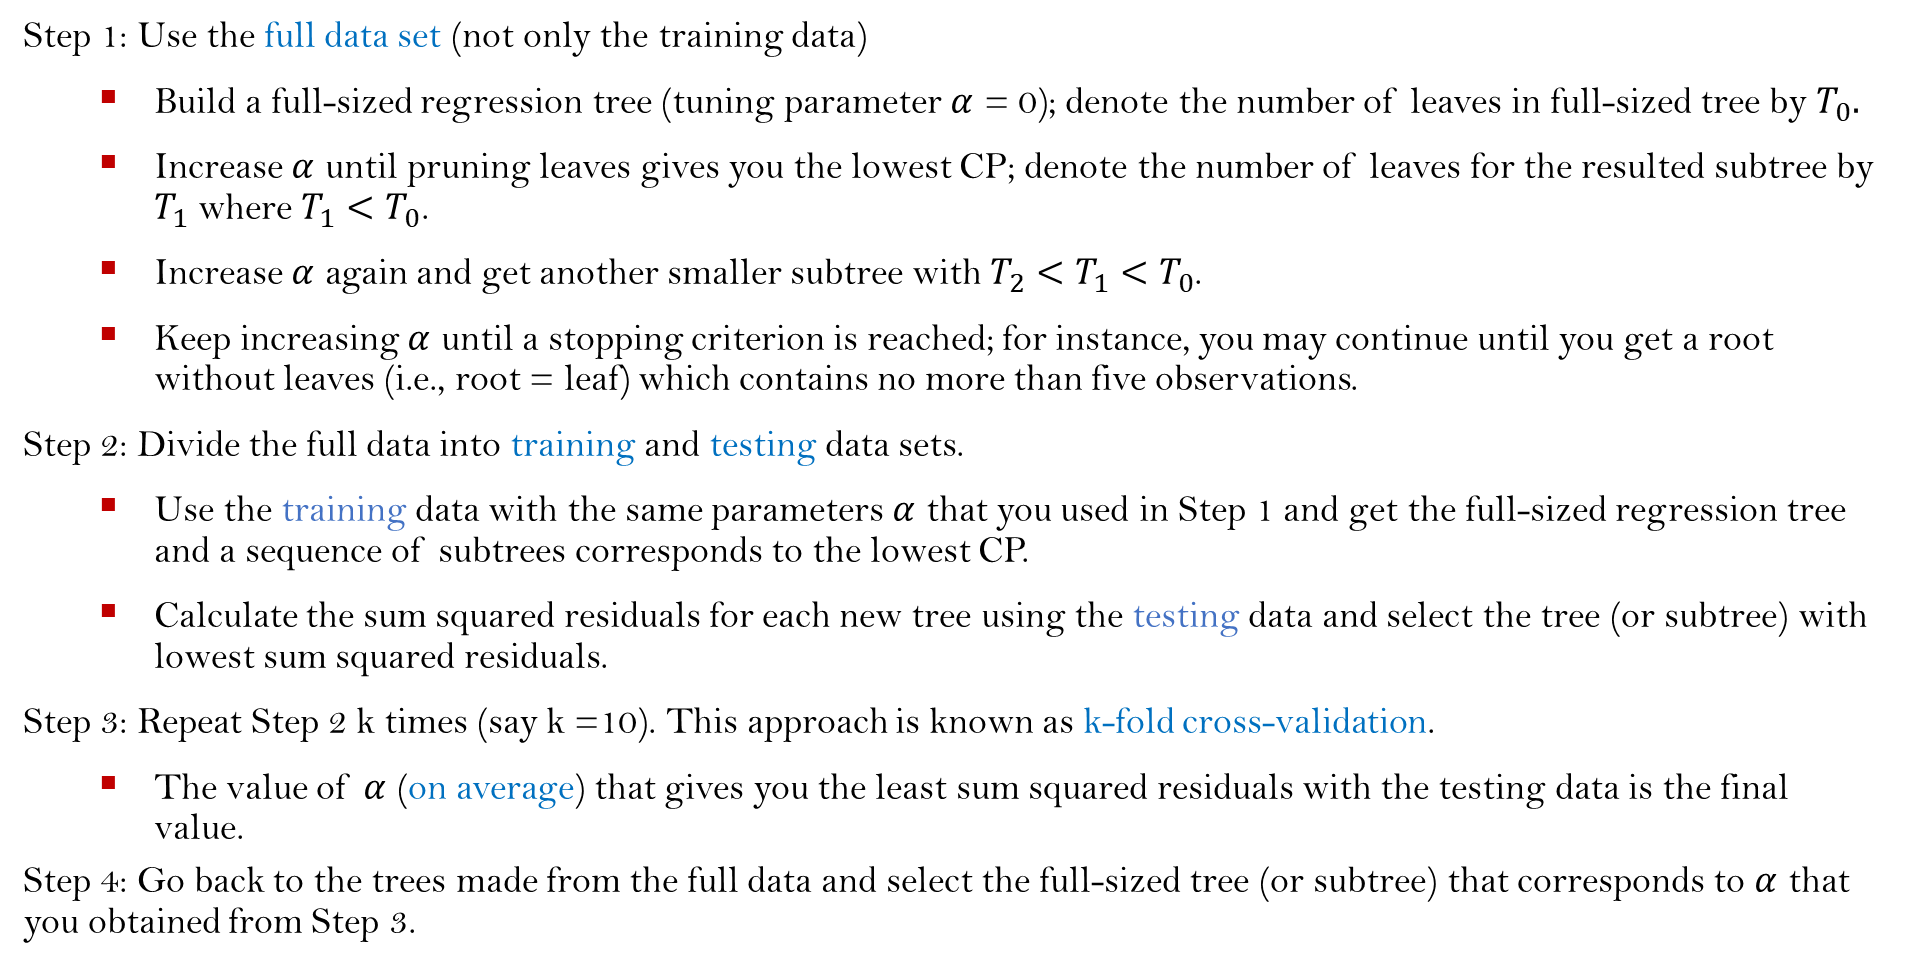 Step 1: Use the full data set (not only the training data)
▪ Build a full-sized regression tree (tuning parameter α = 0); denote the number of leaves in full-sized tree by T₀.
▪ Increase α until pruning leaves gives you the lowest CP; denote the number of leaves for the resulted subtree by
T₁ where T₁ < T₀.
▪ Increase α again and get another smaller subtree with T₂ < T₁ < T₀.
▪ Keep increasing α until a stopping criterion is reached; for instance, you may continue until you get a root
without leaves (i.e., root = leaf) which contains no more than five observations.
Step 2: Divide the full data into training and testing data sets.
▪ Use the training data with the same parameters α that you used in Step 1 and get the full-sized regression tree
and a sequence of subtrees corresponds to the lowest CP.
▪ Calculate the sum squared residuals for each new tree using the testing data and select the tree (or subtree) with
lowest sum squared residuals.
Step 3: Repeat Step 2 k times (say k =10). This approach is known as k-fold cross-validation.
▪ The value of α (on average) that gives you the least sum squared residuals with the testing data is the final
value.
Step 4: Go back to the trees made from the full data and select the full-sized tree (or subtree) that corresponds to α that
you obtained from Step 3.